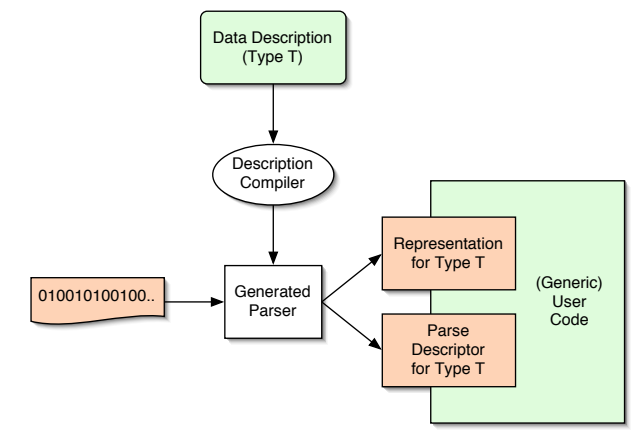 Data Description
(Type T)
Description
Compiler
010010100100..
Generated
Parser
Representation
for Type T
Parse
Descriptor
for Type T
(Generic)
User
Code